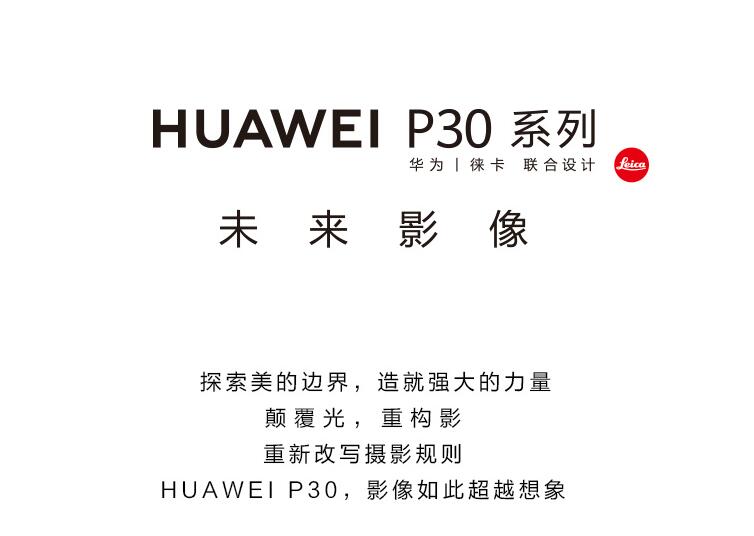 HUAWEI P30 系列
华为丨徕卡 联合设计
Leica
未来影像
探索美的边界，造就强大的力量
颠覆光，重构影
重新改写摄影规则
HUAWEI P30，影像如此超越想象